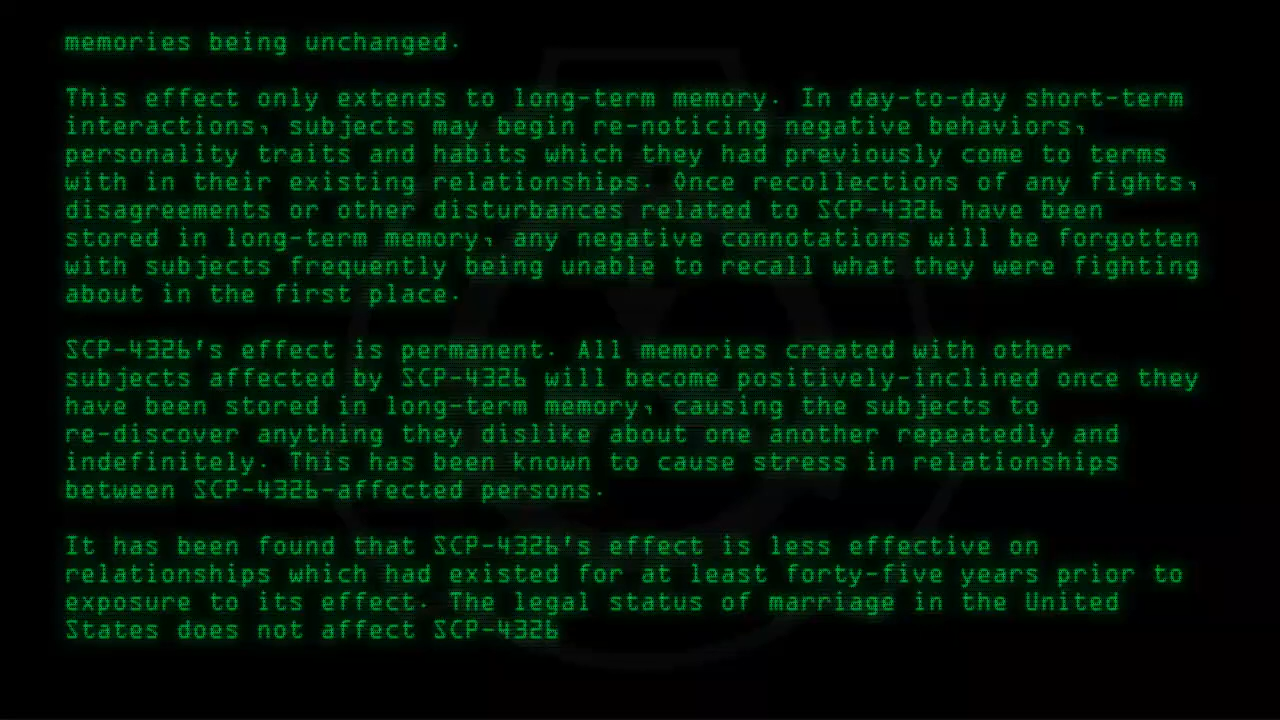 memories being unchanged.
This effect only extends to long-term memory. In day-to-day short-term
interactions, subjects may begin re-noticing negative behaviors,
personality traits and habits which they had previously come to terms
with in their existing relationships. Once recollections of any fights,
disagreements or other disturbances related to SCP-4326 have been
stored in long-term memory, any negative connotations will be forgotten
with subjects frequently being unable to recall what they were fighting
about in the first place.
SCP-4326's effect is permanent. All memories created with other
subjects affected by SCP-4326 will become positively-inclined once they
have been stored in long-term memory, causing the subjects to
re-discover anything they dislike about one another repeatedly and
indefinitely. This has been known to cause stress in relationships
between SCP-4326-affected persons.
It has been found that SCP-4326's effect is less effective on
relationships which had existed for at least forty-five years prior to
exposure to its effect. The legal status of marriage in the United
States does not affect SCP-4326